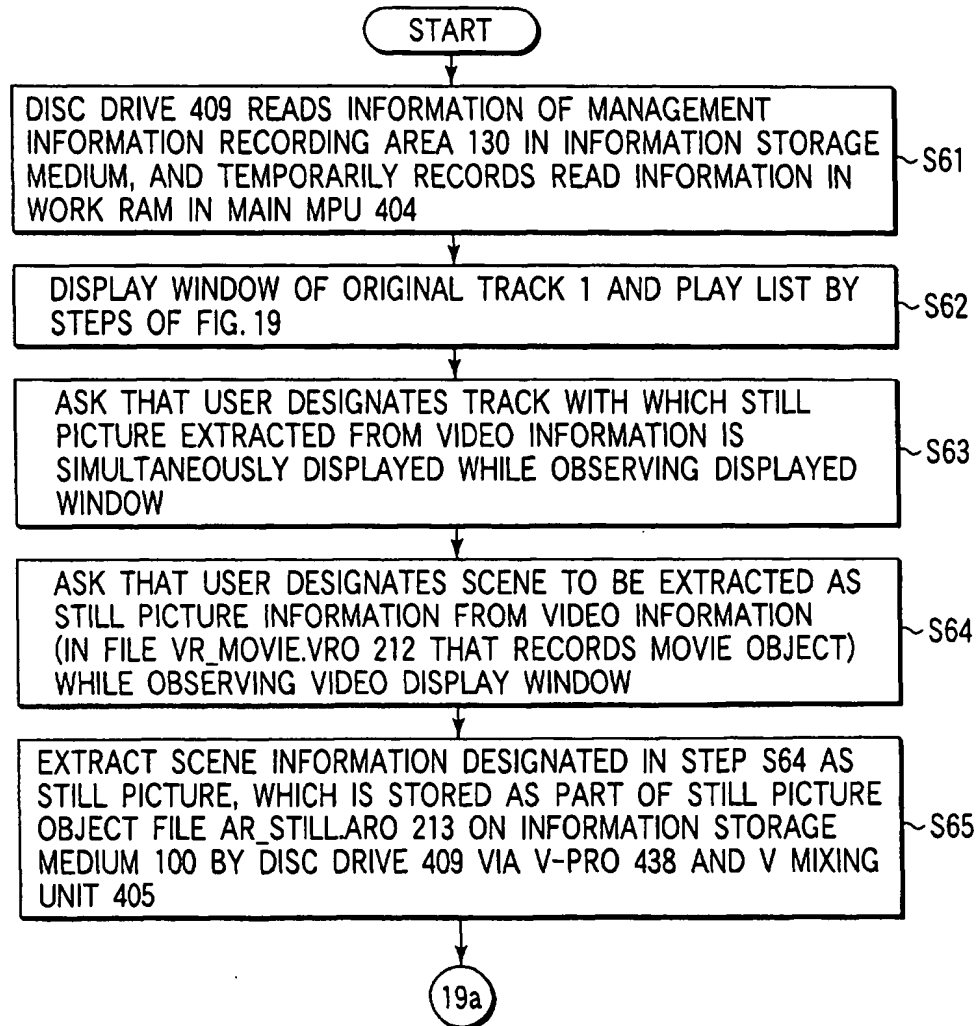 START
DISC DRIVE 409 READS INFORMATION OF MANAGEMENT
INFORMATION RECORDING AREA 130 IN INFORMATION STORAGE
MEDIUM, AND TEMPORARILY RECORDS READ INFORMATION IN
WORK RAM IN MAIN MPU 404
S61
DISPLAY WINDOW OF ORIGINAL TRACK 1 AND PLAY LIST BY
STEPS OF FIG. 19
S62
ASK THAT USER DESIGNATES TRACK WITH WHICH STILL
PICTURE EXTRACTED FROM VIDEO INFORMATION IS
SIMULTANEOUSLY DISPLAYED WHILE OBSERVING DISPLAYED
WINDOW
S63
ASK THAT USER DESIGNATES SCENE TO BE EXTRACTED AS
STILL PICTURE INFORMATION FROM VIDEO INFORMATION
(IN FILE VR_MOVIE.VRO 212 THAT RECORDS MOVIE OBJECT)
WHILE OBSERVING VIDEO DISPLAY WINDOW
S64
EXTRACT SCENE INFORMATION DESIGNATED IN STEP S64 AS
STILL PICTURE, WHICH IS STORED AS PART OF STILL PICTURE
OBJECT FILE AR_STILL.ARO 213 ON INFORMATION STORAGE
MEDIUM 100 BY DISC DRIVE 409 VIA V-PRO 438 AND V MIXING
UNIT 405
S65
19a